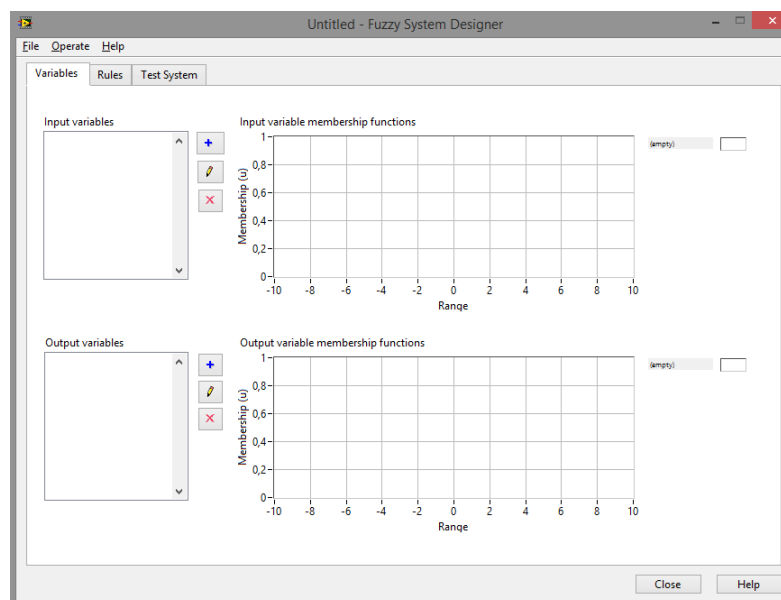 Untitled - Fuzzy System Designer
File Operate Help
Variables Rules Test System
Input variables
Input variable membership functions
Membership (u)
1
0,8
0,6
0,4
0,2
0
-10 -8 -6 -4 -2 0 2 4 6 8 10
Range
(empty)
Output variables
Output variable membership functions
Membership (u)
1
0,8
0,6
0,4
0,2
0
-10 -8 -6 -4 -2 0 2 4 6 8 10
Range
(empty)
Close Help